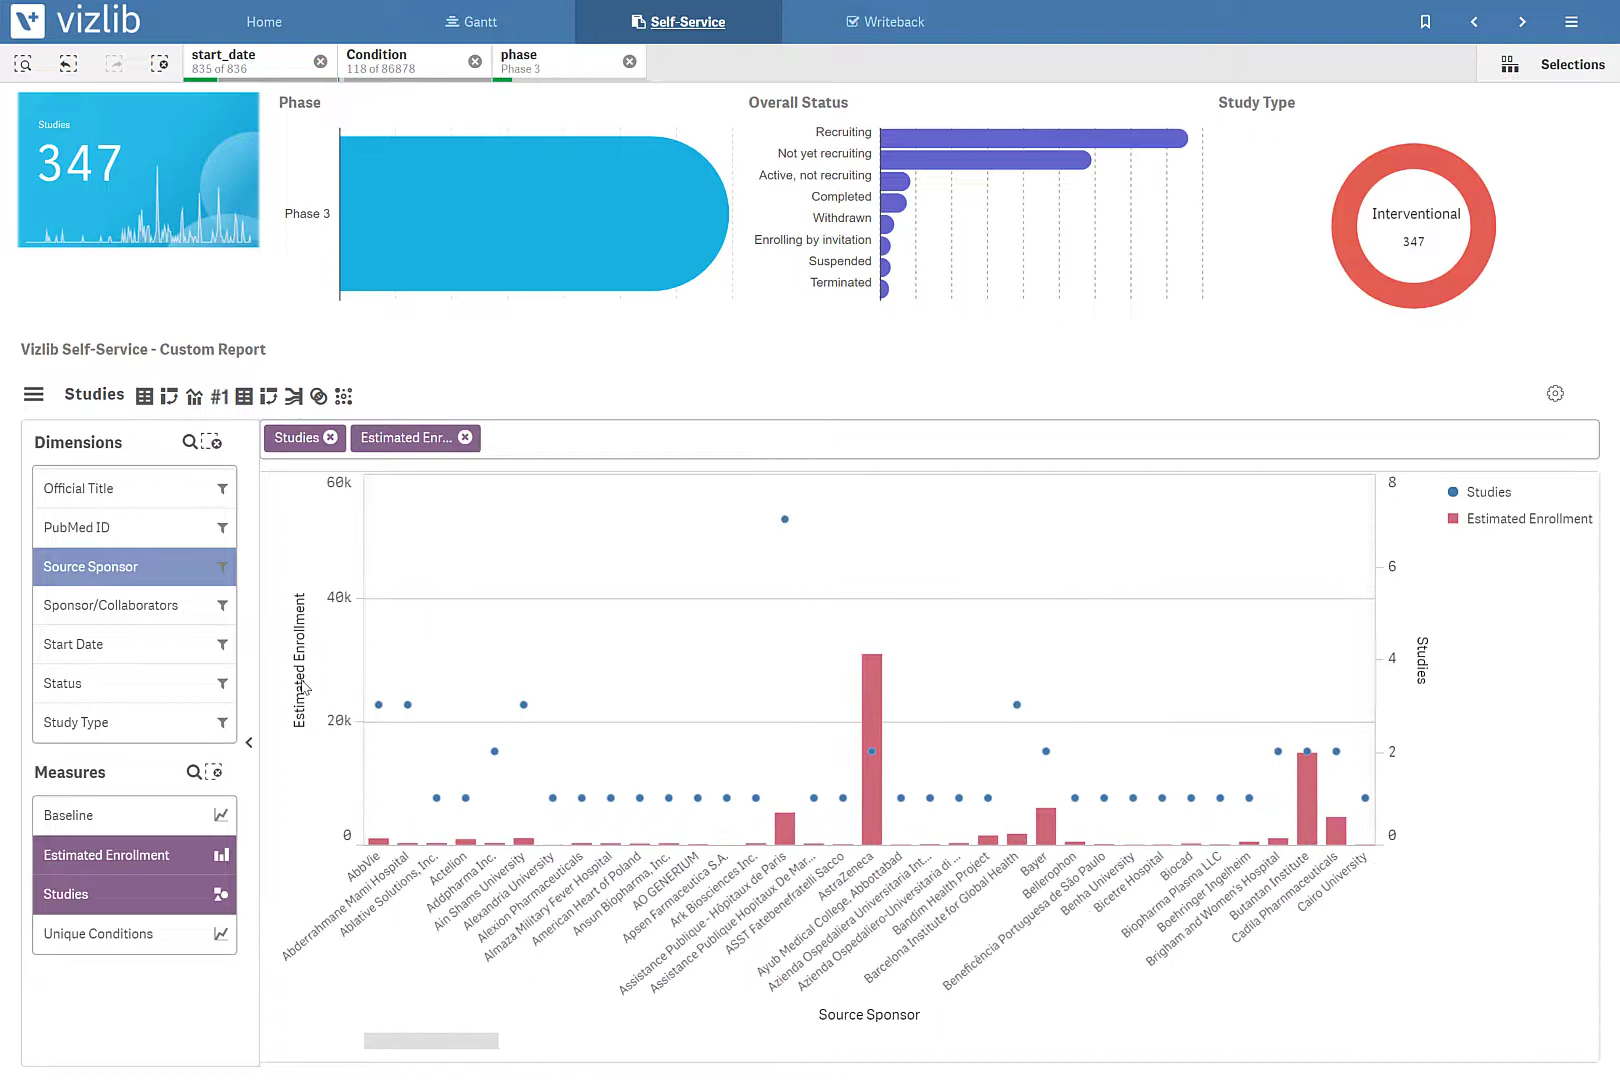 vizlib
Home
Gantt
Self-Service
Writeback
start_date
835 of 836
Condition
118 of 86878
phase
Phase 3
Selections
Studies
347
Phase
Phase 3
Overall Status
Recruiting
Not yet recruiting
Active, not recruiting
Completed
Withdrawn
Enrolling by invitation
Suspended
Terminated
Study Type
Interventional
347
Vizlib Self-Service - Custom Report
Studies
#1
Dimensions
Official Title
PubMed ID
Source Sponsor
Sponsor/Collaborators
Start Date
Status
Study Type
Measures
Baseline
Estimated Enrollment
Studies
Unique Conditions
Studies
Estimated Enr...
60k
40k
20k
0
Estimated Enrollment
8
6
4
2
0
Studies
Studies
Estimated Enrollment
AbbVie
Abderrahmane Mami Hospital
Ablative Solutions, Inc.
Actelion
Addpharma Inc.
Ain Shams University
Alexandria University
Alexion Pharmaceuticals
Almaza Military Fever Hospital
American Heart of Poland
Ansun Biopharma, Inc.
AO GENERIUM
Apsen Farmaceutica S.A.
Ark Biosciences Inc.
Assistance Publique - Hôpitaux de Paris
Assistance Publique Hopitaux De Mar...
ASST Fatebenefratelli Sacco
AstraZeneca
Ayub Medical College, Abbottabad
Azienda Ospedaliera Universitaria Int...
Azienda Ospedaliero-Universitaria di ...
Bandim Health Project
Barcelona Institute for Global Health
Bayer
Bellerophon
Beneficência Portuguesa de São Paulo
Benha University
Bicetre Hospital
Biocad
Biopharma Plasma LLC
Boehringer Ingelheim
Brigham and Women's Hospital
Butantan Institute
Cadila Pharmaceuticals
Cairo University
Source Sponsor